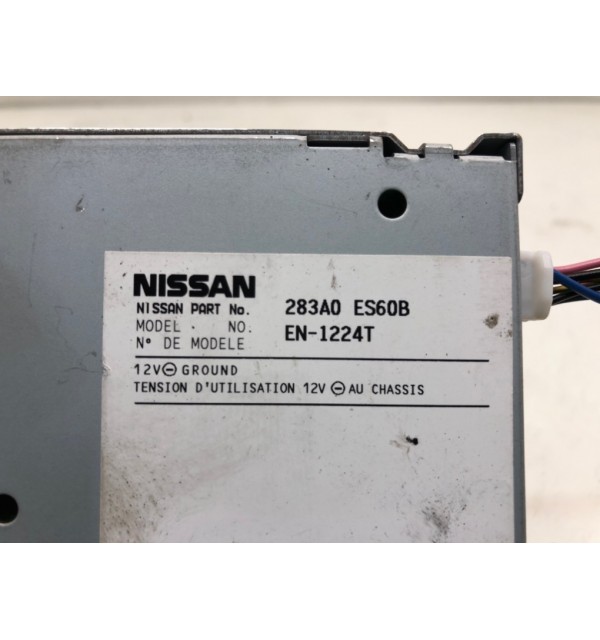 NISSAN
NISSAN PART No. 283A0 ES60B
MODEL NO. EN-1224T
N° DE MODELE
12V ⊖ GROUND
TENSION D'UTILISATION 12V ⊖ AU CHASSIS